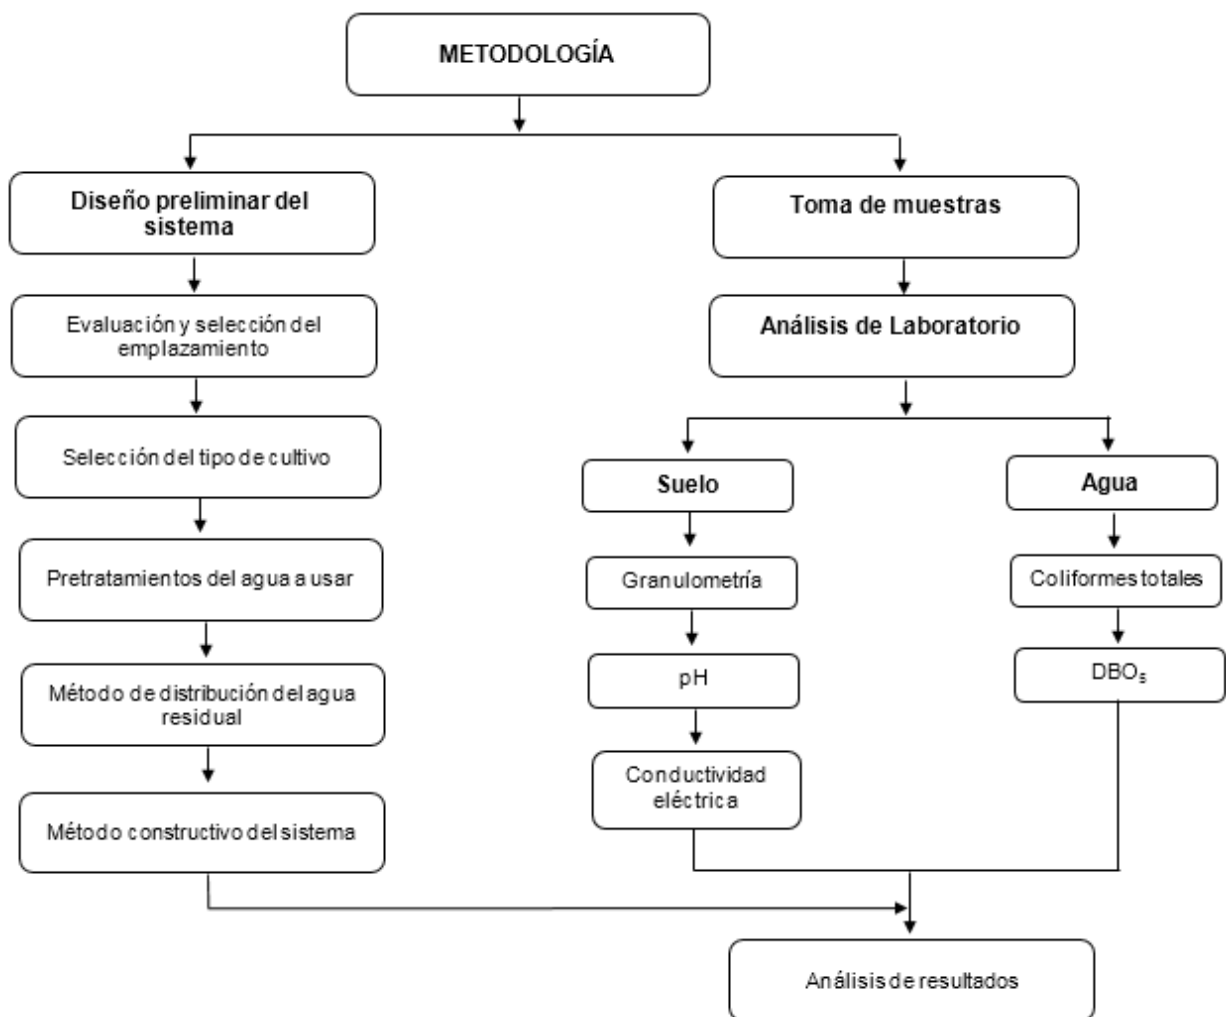 METODOLOGÍA
Diseño preliminar del
sistema
Evaluación y selección del
emplazamiento
Selección del tipo de cultivo
Pretratamientos del agua a usar
Método de distribución del agua
residual
Método constructivo del sistema
Toma de muestras
Análisis de Laboratorio
Suelo
Granulometría
pH
Conductividad
eléctrica
Agua
Coliformes totales
DBO₅
Análisis de resultados